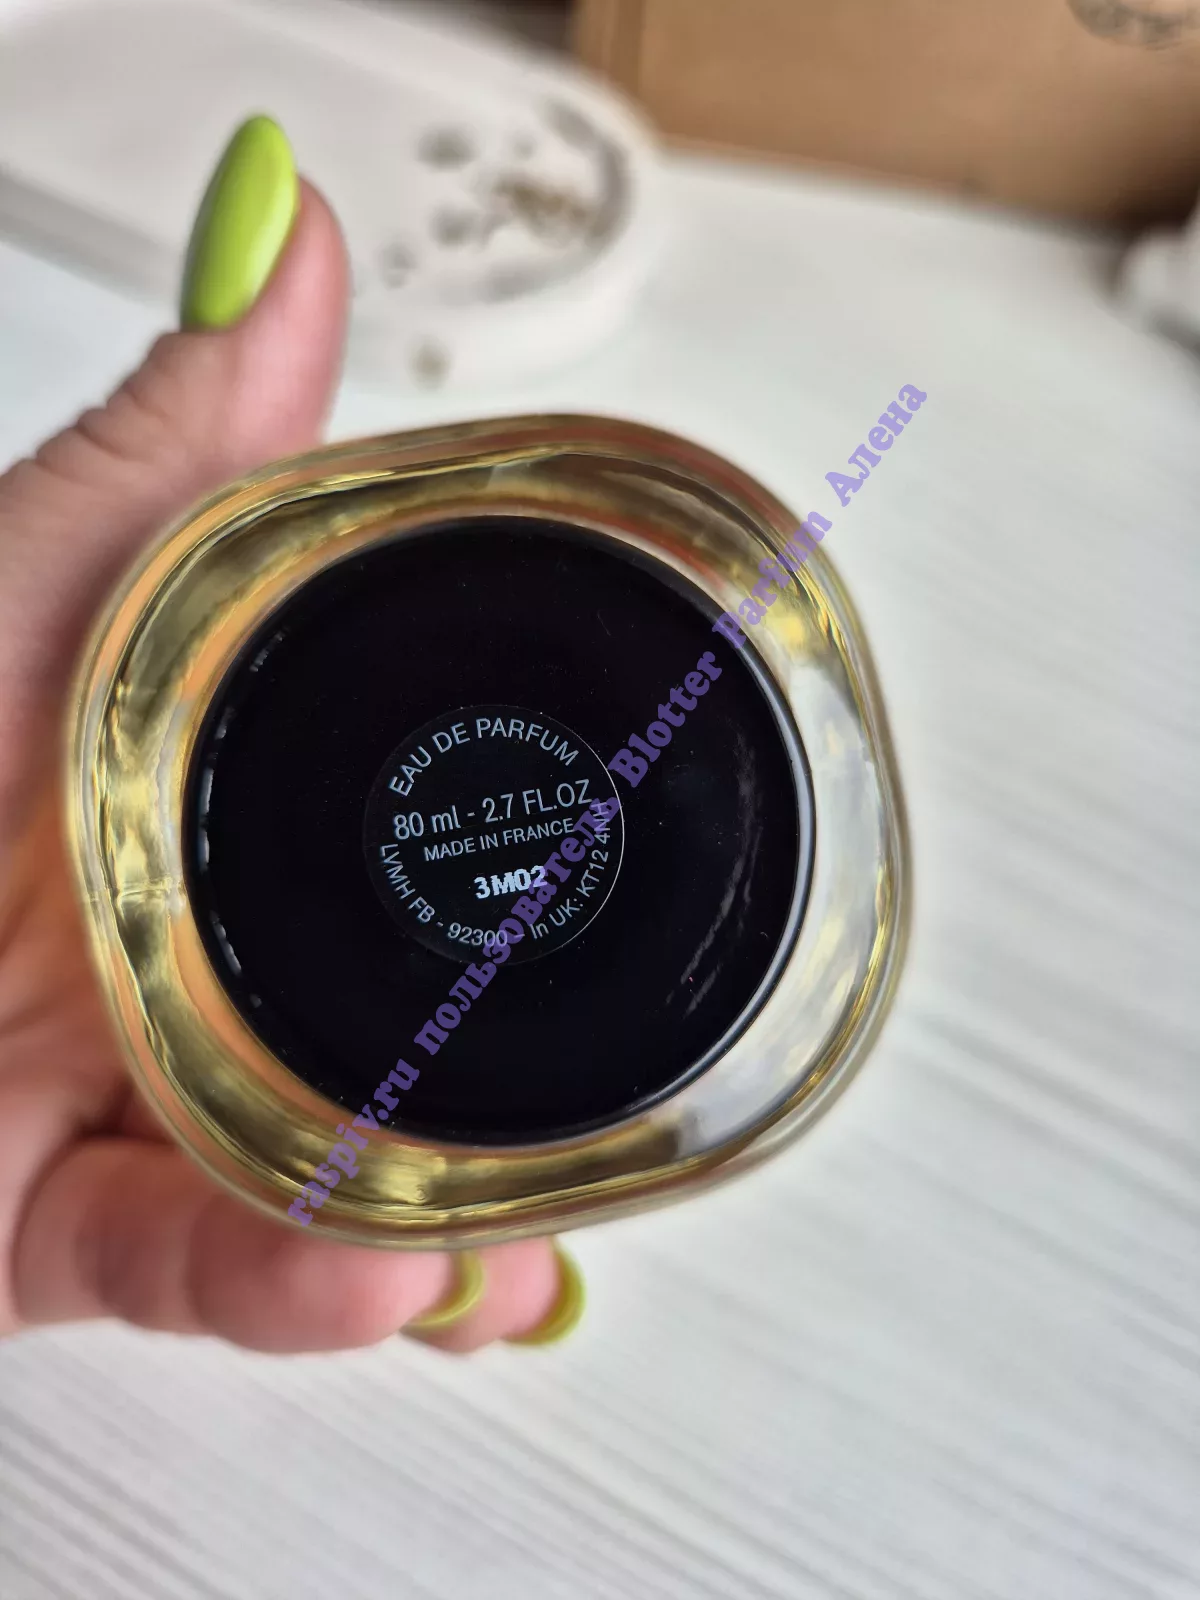 EAU DE PARFUM
80 ml - 2.7 FL.OZ
MADE IN FRANCE
3M02
LVMH FB - 92300 - In UK: KT12 4NH
raspiv.ru пользователь Blotter Parfum Алена